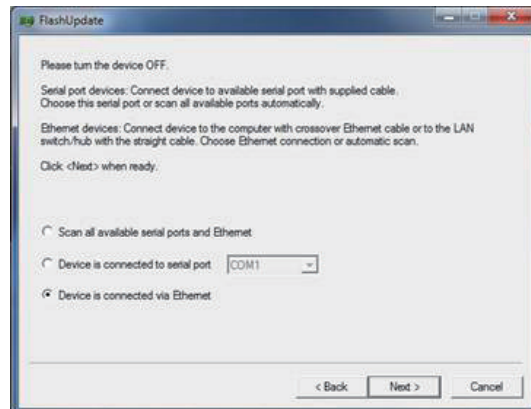 FlashUpdate
Please turn the device OFF.
Serial port devices: Connect device to available serial port with supplied cable.
Choose this serial port or scan all available ports automatically.
Ethernet devices: Connect device to the computer with crossover Ethernet cable or to the LAN
switch/hub with the straight cable. Choose Ethernet connection or automatic scan.
Click <Next> when ready.
Scan all available serial ports and Ethernet
Device is connected to serial port COM1
Device is connected via Ethernet
< Back Next > Cancel